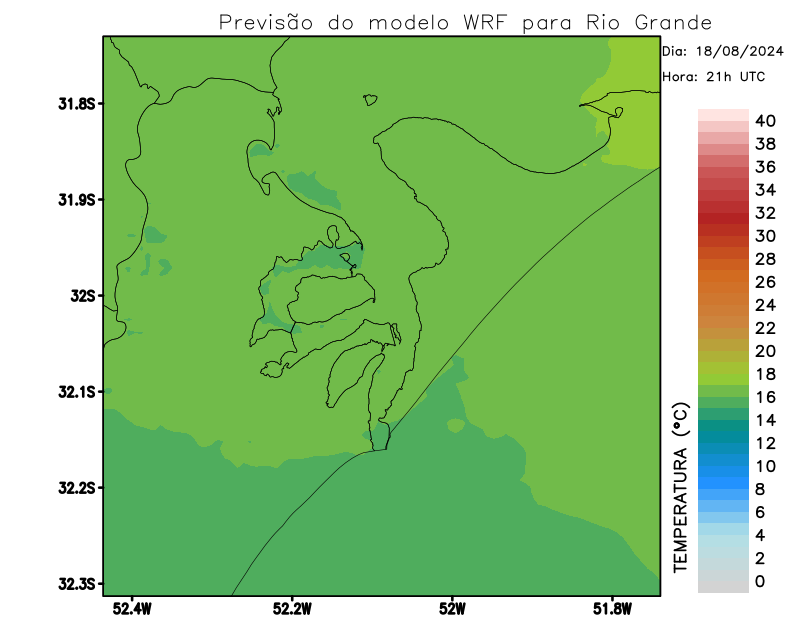 Previsão do modelo WRF para Rio Grande
Dia: 18/08/2024
Hora: 21h UTC
31.8S
31.9S
32S
32.1S
32.2S
32.3S
52.4W
52.2W
52W
51.8W
TEMPERATURA (°C)
40
38
36
34
32
30
28
26
24
22
20
18
16
14
12
10
8
6
4
2
0